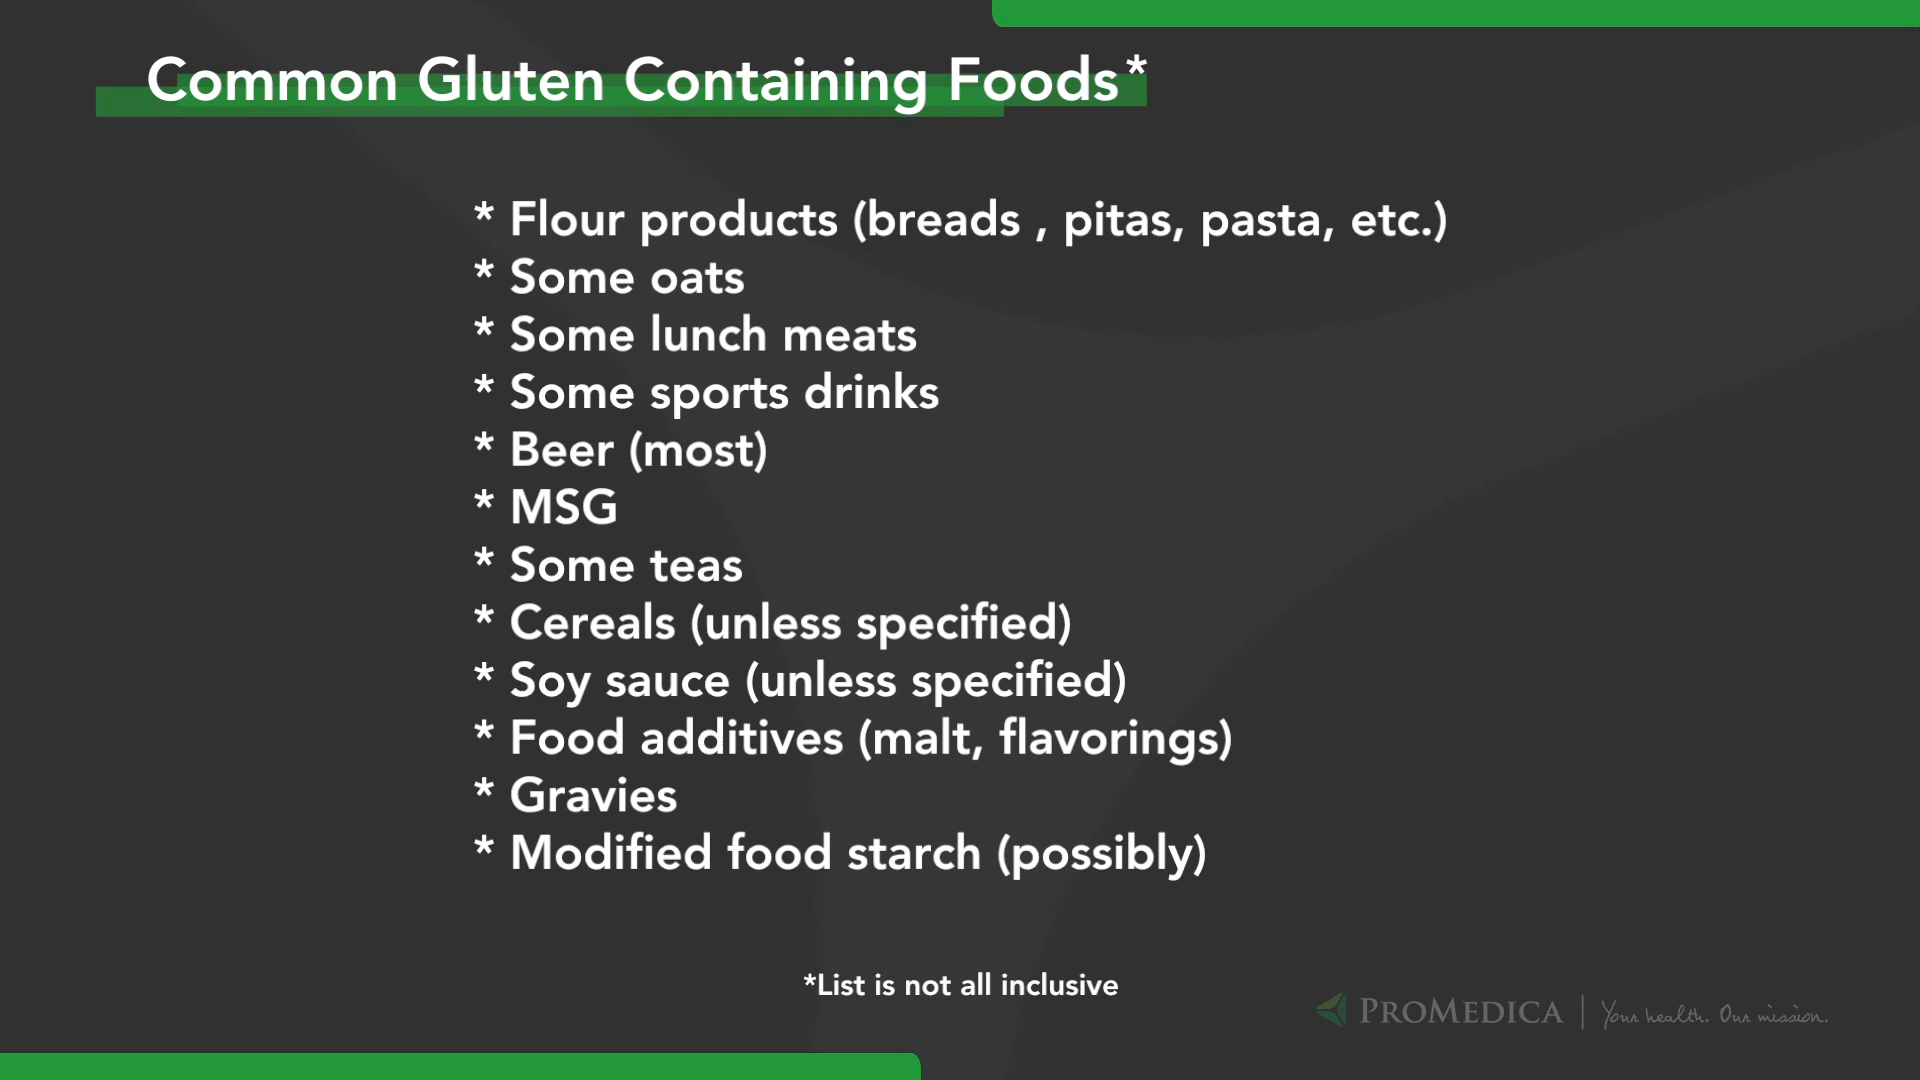 Common Gluten Containing Foods*
* Flour products (breads , pitas, pasta, etc.)
* Some oats
* Some lunch meats
* Some sports drinks
* Beer (most)
* MSG
* Some teas
* Cereals (unless specified)
* Soy sauce (unless specified)
* Food additives (malt, flavorings)
* Gravies
* Modified food starch (possibly)
*List is not all inclusive
PROMEDICA | Your health. Our mission.